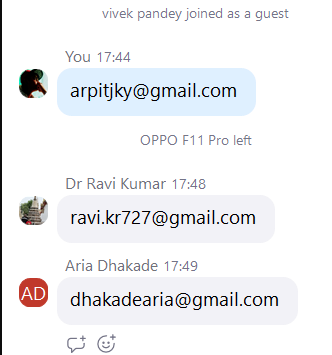 vivek pandey joined as a guest
You 17:44
arpitjky@gmail.com
OPPO F11 Pro left
Dr Ravi Kumar 17:48
ravi.kr727@gmail.com
Aria Dhakade 17:49
AD
dhakadearia@gmail.com